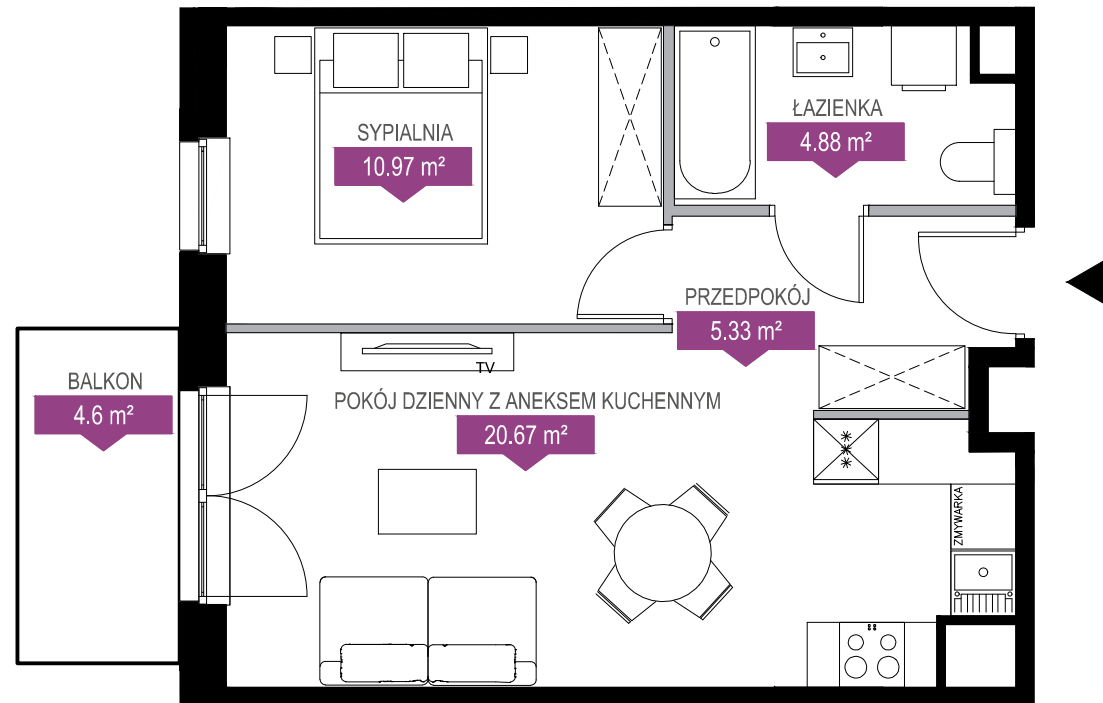 SYPIALNIA
10.97 m²
ŁAZIENKA
4.88 m²
PRZEDPOKÓJ
5.33 m²
BALKON
4.6 m²
TV
POKÓJ DZIENNY Z ANEKSEM KUCHENNYM
20.67 m²
ZMYWARKA